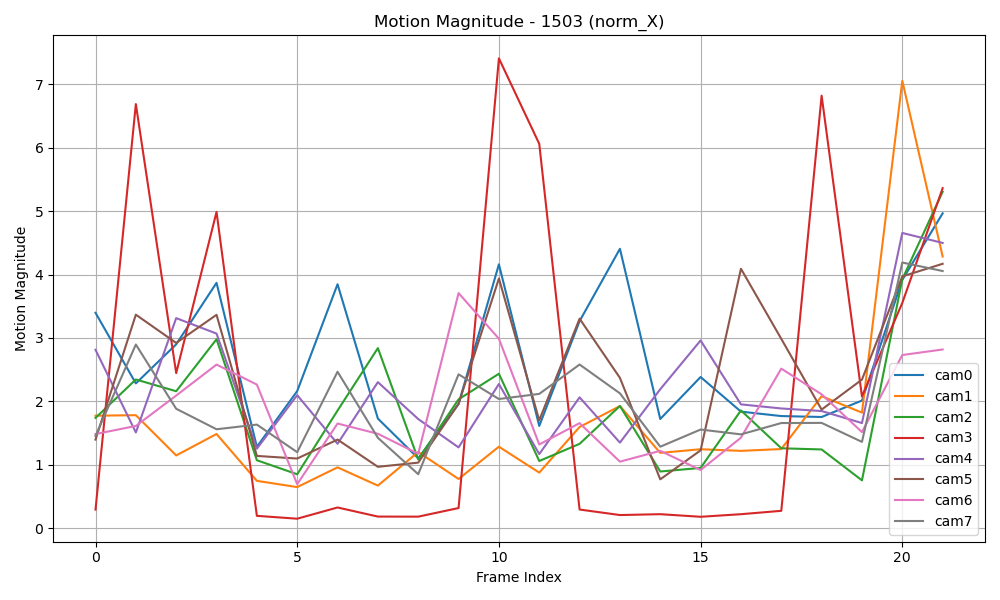 Motion Magnitude - 1503 (norm_X)
Motion Magnitude
7
6
5
4
3
2
1
0
0
5
10
15
20
Frame Index
cam0
cam1
cam2
cam3
cam4
cam5
cam6
cam7